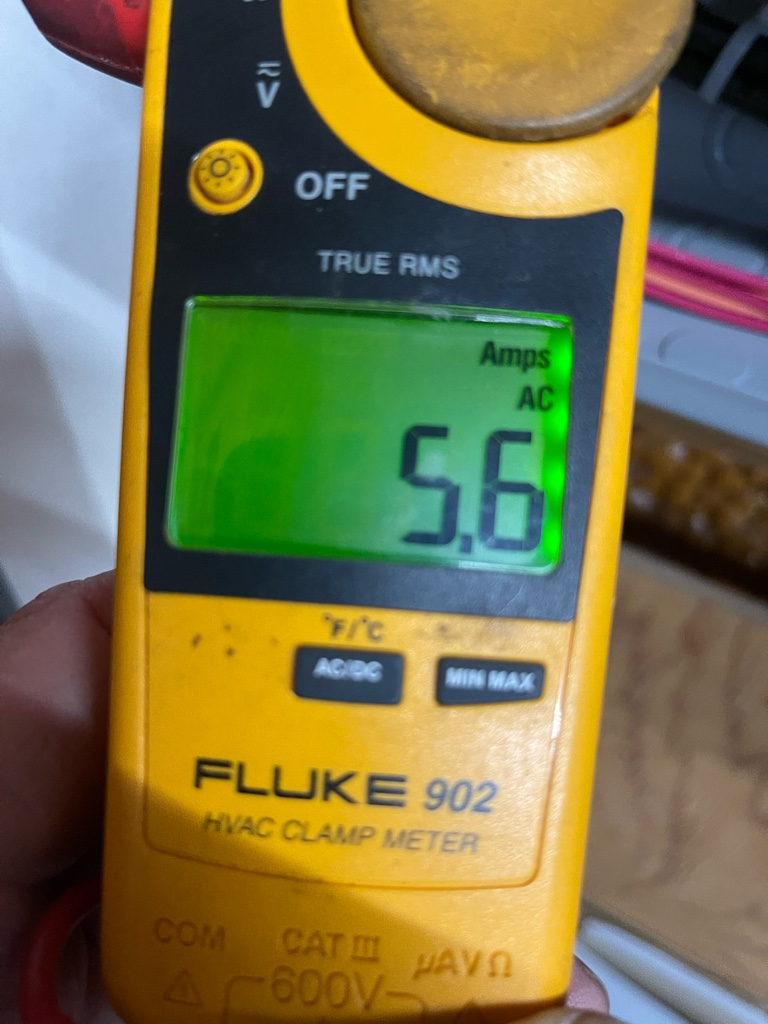 V
OFF
TRUE RMS
Amps
AC
5.6
°F/°C
AC/DC
MIN MAX
FLUKE 902
HVAC CLAMP METER
COM CAT III µAVΩ
600V